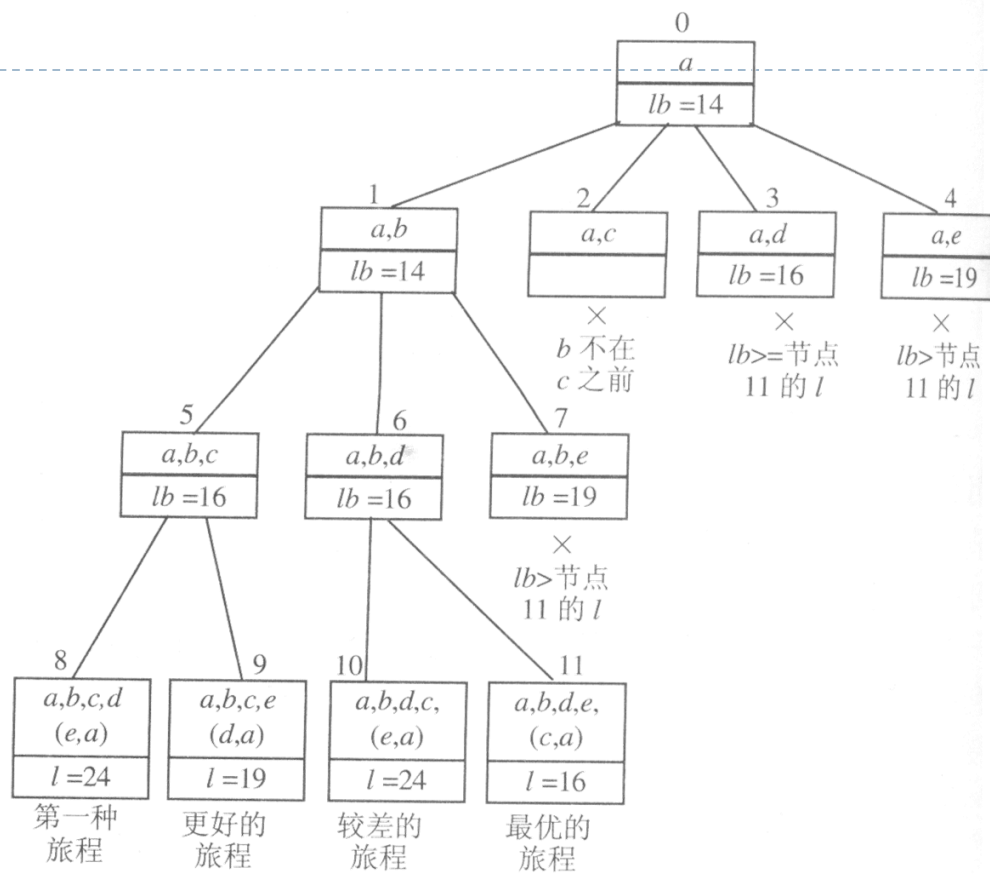 0
a
lb =14
1
a,b
lb =14
2
a,c
×
b 不在
c 之前
3
a,d
lb =16
×
lb>=节点
11 的 l
4
a,e
lb =19
×
lb>节点
11 的 l
5
a,b,c
lb =16
6
a,b,d
lb =16
7
a,b,e
lb =19
×
lb>节点
11 的 l
8
a,b,c,d
(e,a)
l =24
第一种
旅程
9
a,b,c,e
(d,a)
l =19
更好的
旅程
10
a,b,d,c,
(e,a)
l =24
较差的
旅程
11
a,b,d,e,
(c,a)
l =16
最优的
旅程